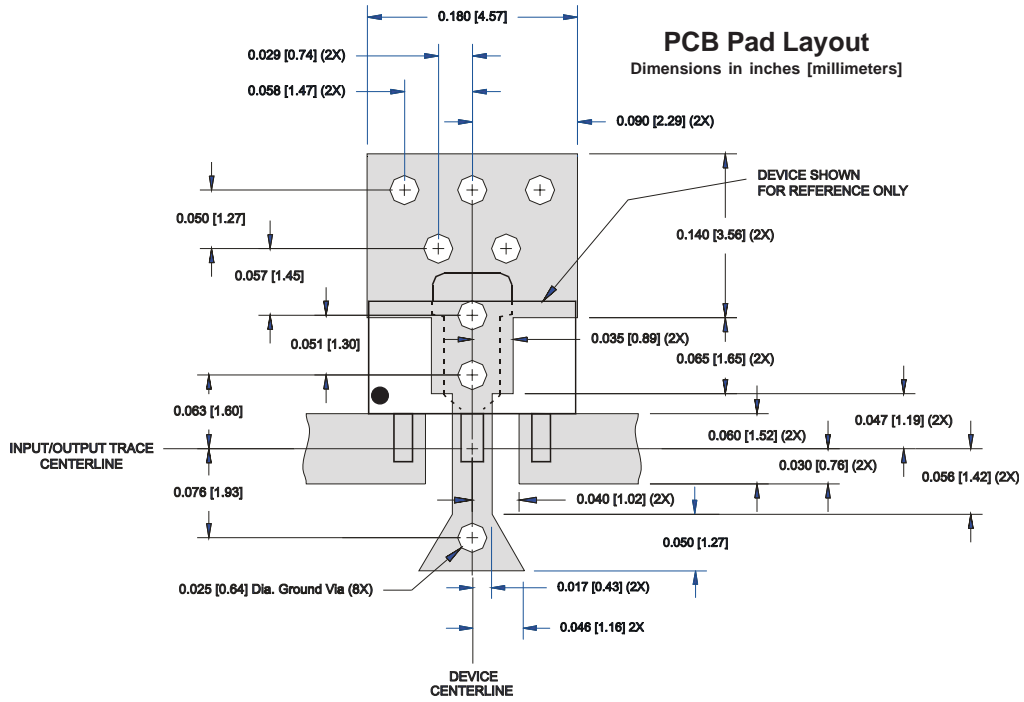 0.180 [4.57]
PCB Pad Layout
Dimensions in inches [millimeters]
0.029 [0.74] (2X)
0.058 [1.47] (2X)
0.090 [2.29] (2X)
DEVICE SHOWN
FOR REFERENCE ONLY
0.050 [1.27]
0.140 [3.56] (2X)
0.057 [1.45]
0.051 [1.30]
0.035 [0.89] (2X)
0.065 [1.65] (2X)
0.063 [1.60]
0.047 [1.19] (2X)
0.060 [1.52] (2X)
INPUT/OUTPUT TRACE
CENTERLINE
0.030 [0.76] (2X)
0.056 [1.42] (2X)
0.076 [1.93]
0.040 [1.02] (2X)
0.050 [1.27]
0.025 [0.64] Dia. Ground Via (8X)
0.017 [0.43] (2X)
0.046 [1.16] 2X
DEVICE
CENTERLINE